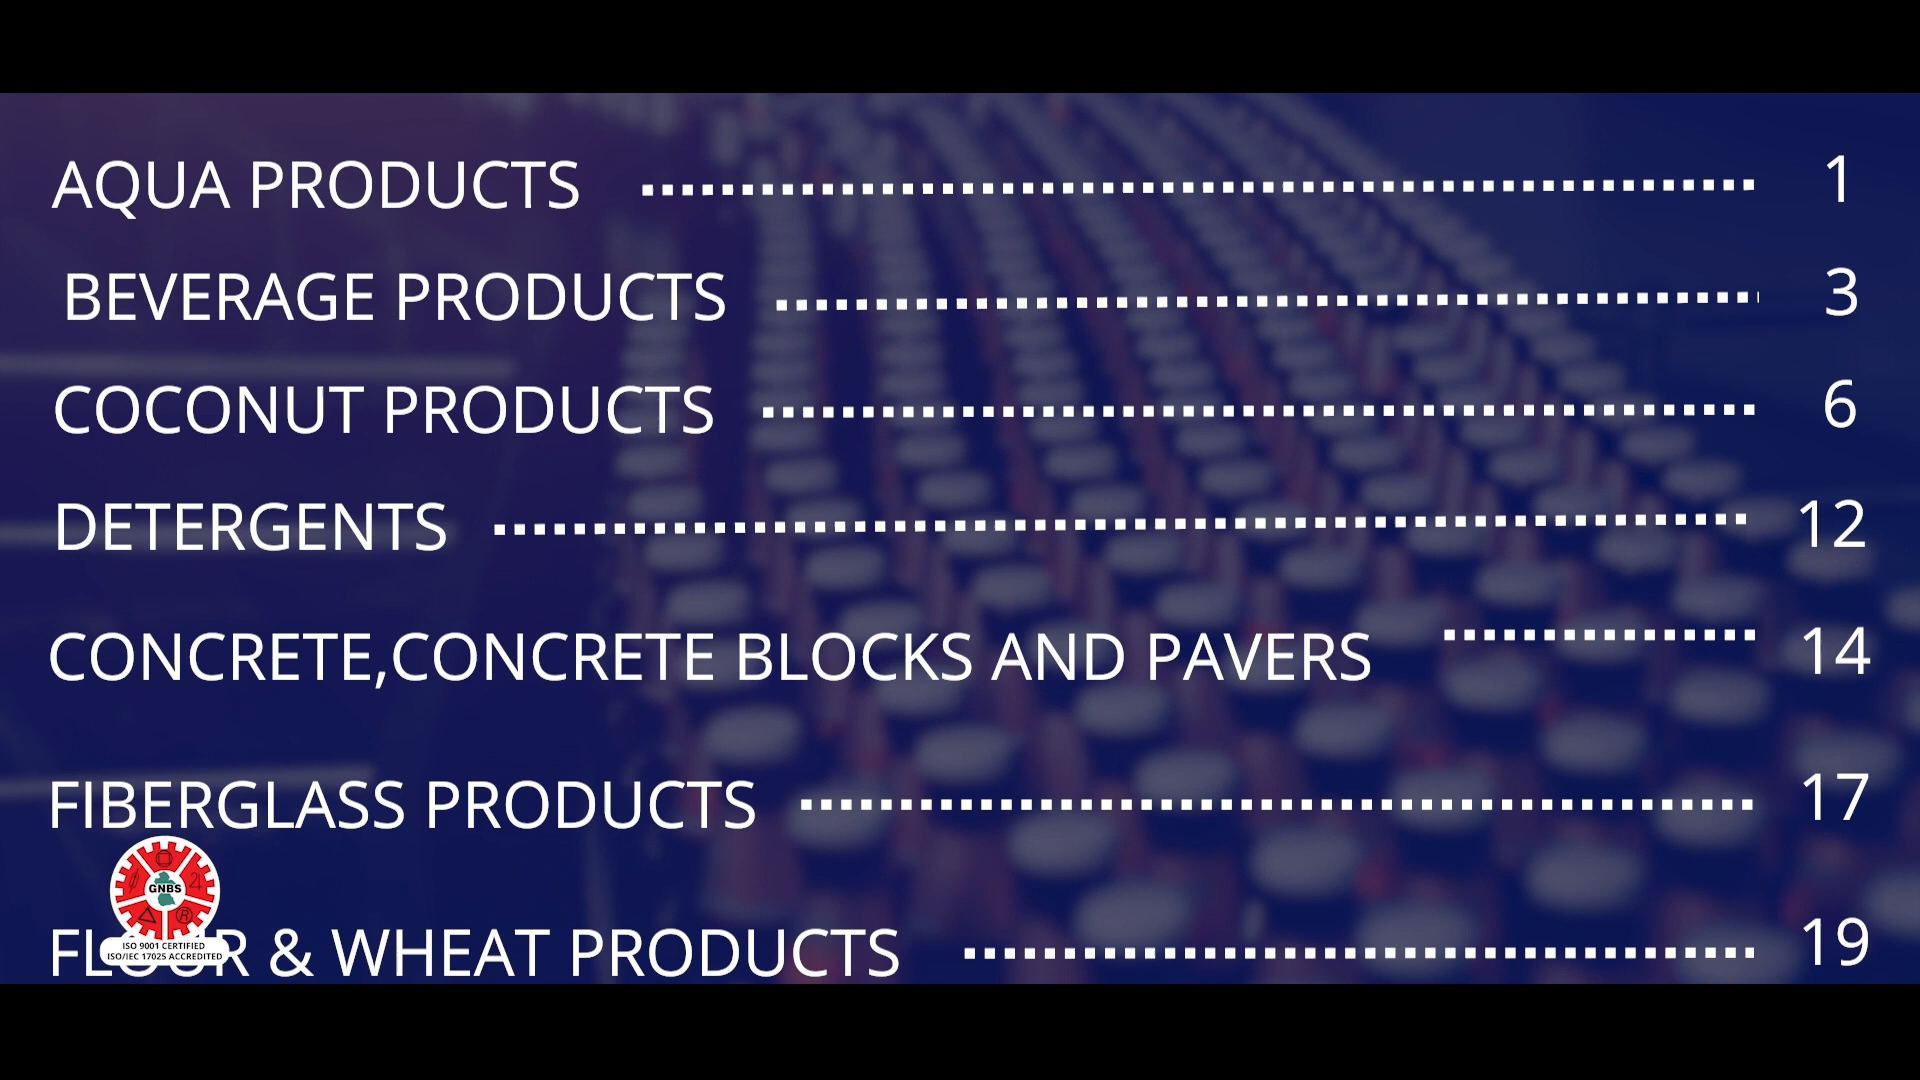 AQUA PRODUCTS 1
BEVERAGE PRODUCTS 3
COCONUT PRODUCTS 6
DETERGENTS 12
CONCRETE,CONCRETE BLOCKS AND PAVERS 14
FIBERGLASS PRODUCTS 17
GNBS
ISO 9001 CERTIFIED
ISO/IEC 17025 ACCREDITED
FLOUR & WHEAT PRODUCTS 19